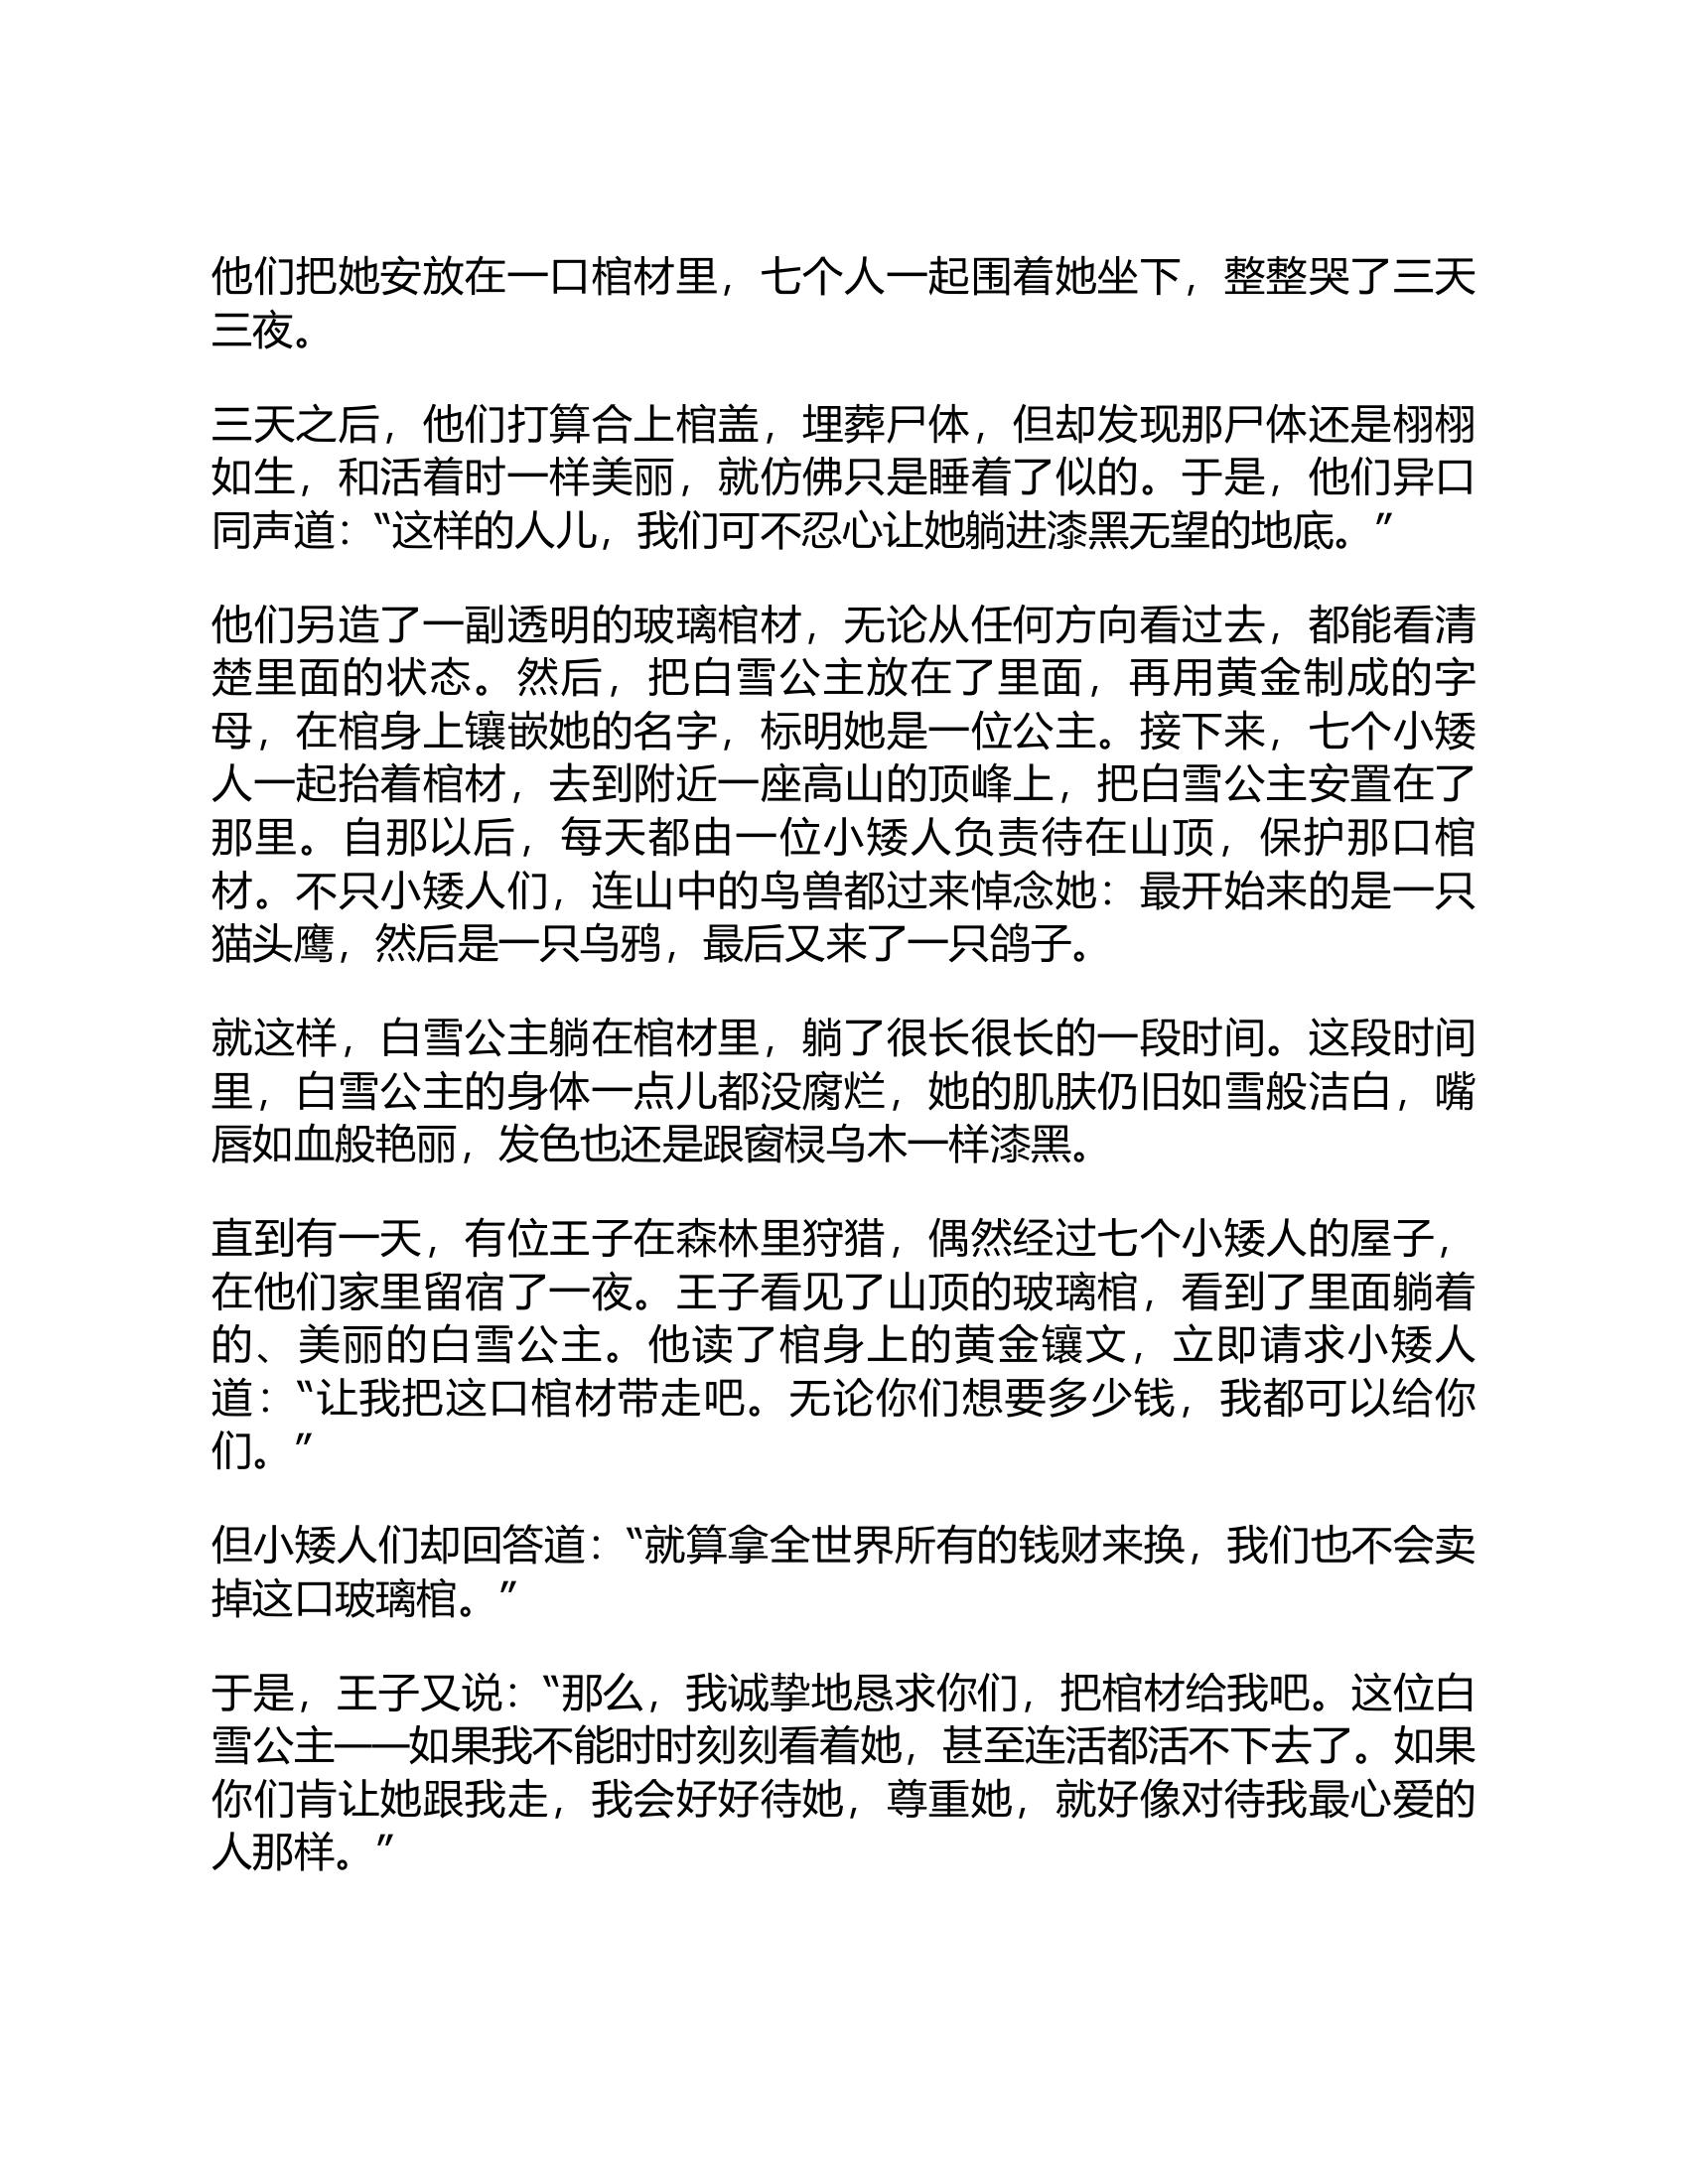 他们把她安放在一口棺材里，七个人一起围着她坐下，整整哭了三天
三夜。
三天之后，他们打算合上棺盖，埋葬尸体，但却发现那尸体还是栩栩
如生，和活着时一样美丽，就仿佛只是睡着了似的。于是，他们异口
同声道：“这样的人儿，我们可不忍心让她躺进漆黑无望的地底。”
他们另造了一副透明的玻璃棺材，无论从任何方向看过去，都能看清
楚里面的状态。然后，把白雪公主放在了里面，再用黄金制成的字
母，在棺身上镶嵌她的名字，标明她是一位公主。接下来，七个小矮
人一起抬着棺材，去到附近一座高山的顶峰上，把白雪公主安置在了
那里。自那以后，每天都由一位小矮人负责待在山顶，保护那口棺
材。不只小矮人们，连山中的鸟兽都过来悼念她：最开始来的是一只
猫头鹰，然后是一只乌鸦，最后又来了一只鸽子。
就这样，白雪公主躺在棺材里，躺了很长很长的一段时间。这段时间
里，白雪公主的身体一点儿都没腐烂，她的肌肤仍旧如雪般洁白，嘴
唇如血般艳丽，发色也还是跟窗棂乌木一样漆黑。
直到有一天，有位王子在森林里狩猎，偶然经过七个小矮人的屋子，
在他们家里留宿了一夜。王子看见了山顶的玻璃棺，看到了里面躺着
的、美丽的白雪公主。他读了棺身上的黄金镶文，立即请求小矮人
道：“让我把这口棺材带走吧。无论你们想要多少钱，我都可以给你
们。”
但小矮人们却回答道：“就算拿全世界所有的钱财来换，我们也不会卖
掉这口玻璃棺。”
于是，王子又说：“那么，我诚挚地恳求你们，把棺材给我吧。这位白
雪公主——如果我不能时时刻刻看着她，甚至连活都活不下去了。如果
你们肯让她跟我走，我会好好待她，尊重她，就好像对待我最心爱的
人那样。”